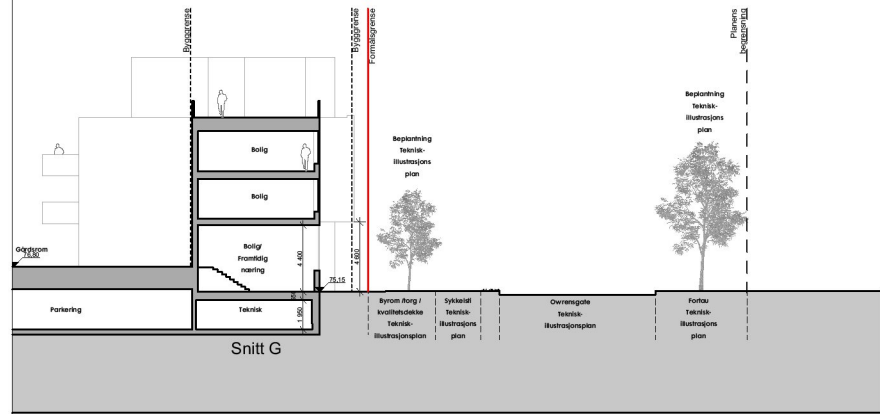 Byggegrense
Byggegrense
Formålsgrense
Planens
begrensning
Beplantning
Teknisk-
illustrasjons
plan
Beplantning
Teknisk-
illustrasjons
plan
Bolig
Bolig
Bolig/
Framtidig
næring
4 400
4 600
Gårdsrom
76,80
75,15
Parkering
Teknisk
1 950
Byrom /torg /
kvalitetsdekke
Teknisk-
illustrasjonsplan
Sykkelsti
Teknisk-
illustrasjons
plan
Owrensgate
Teknisk-
illustrasjonsplan
Fortau
Teknisk-
illustrasjons
plan
Snitt G